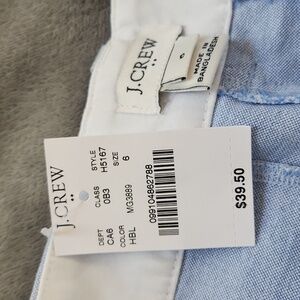 J.CREW
6
MADE IN
BANGLADESH
J.CREW
DEPT CLASS STYLE
CA6 0B3 H5167
COLOR SIZE
HBL MG3889 6
099104862788
$39.50